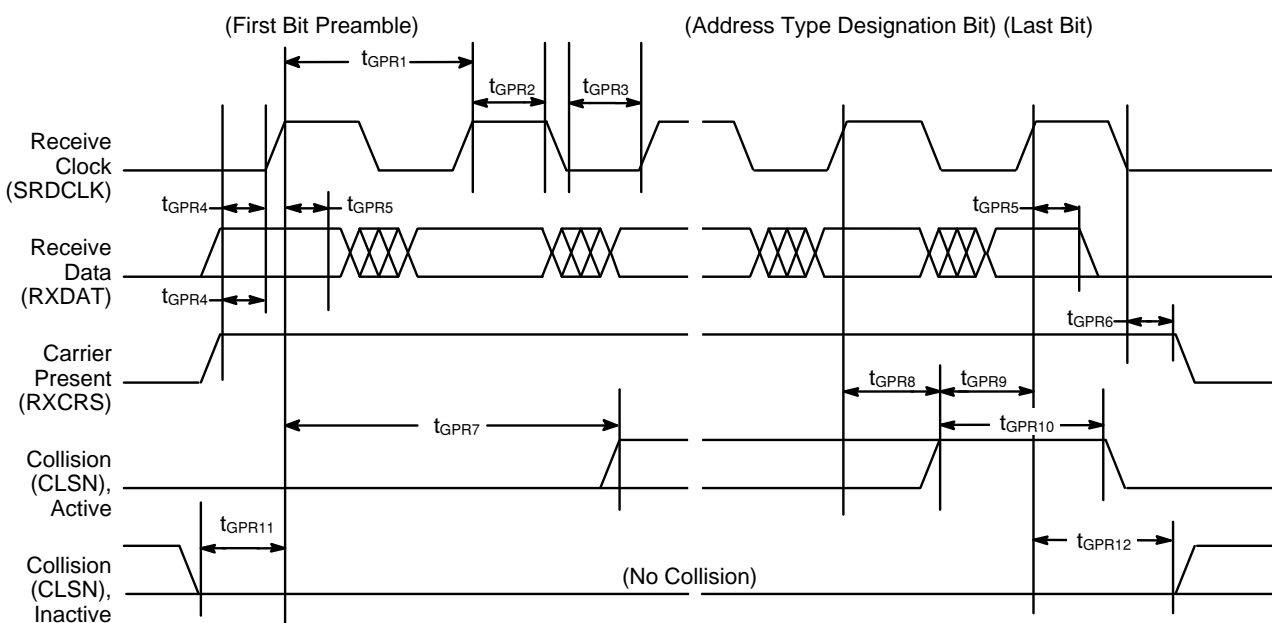 (First Bit Preamble)
(Address Type Designation Bit) (Last Bit)
tGPR1
tGPR2
tGPR3
Receive
Clock
(SRDCLK)
tGPR4
tGPR5
tGPR5
Receive
Data
(RXDAT)
tGPR4
tGPR6
Carrier
Present
(RXCRS)
tGPR8
tGPR9
tGPR7
tGPR10
Collision
(CLSN),
Active
tGPR11
tGPR12
Collision
(CLSN),
Inactive
(No Collision)